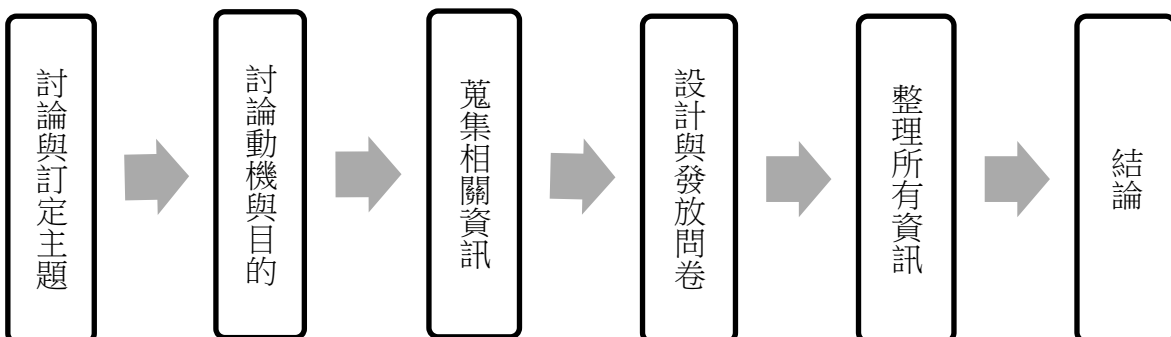 討論與訂定主題
討論動機與目的
蒐集相關資訊
設計與發放問卷
整理所有資訊
結論